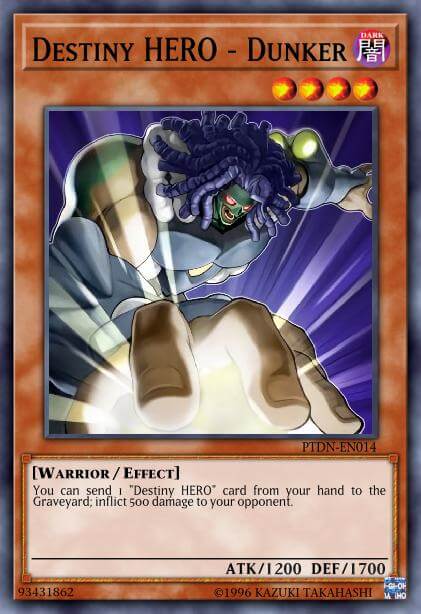 Destiny HERO - Dunker
DARK
闇
PTDN-EN014
[Warrior / Effect]
You can send 1 "Destiny HERO" card from your hand to the
Graveyard; inflict 500 damage to your opponent.
ATK/1200 DEF/1700
93431862
©1996 KAZUKI TAKAHASHI